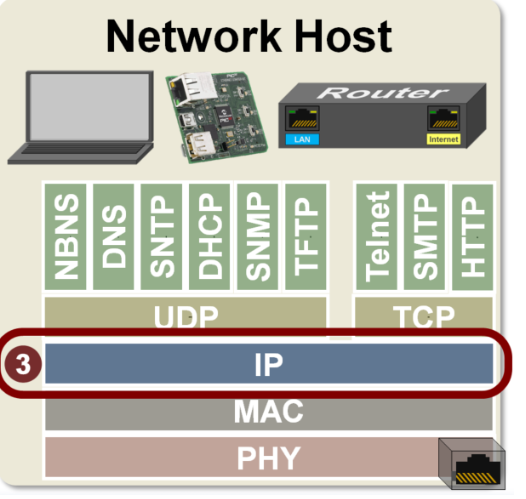 Network Host
Router
LAN
Internet
NBNS
DNS
SNTP
DHCP
SNMP
TFTP
Telnet
SMTP
HTTP
UDP
TCP
3
IP
MAC
PHY